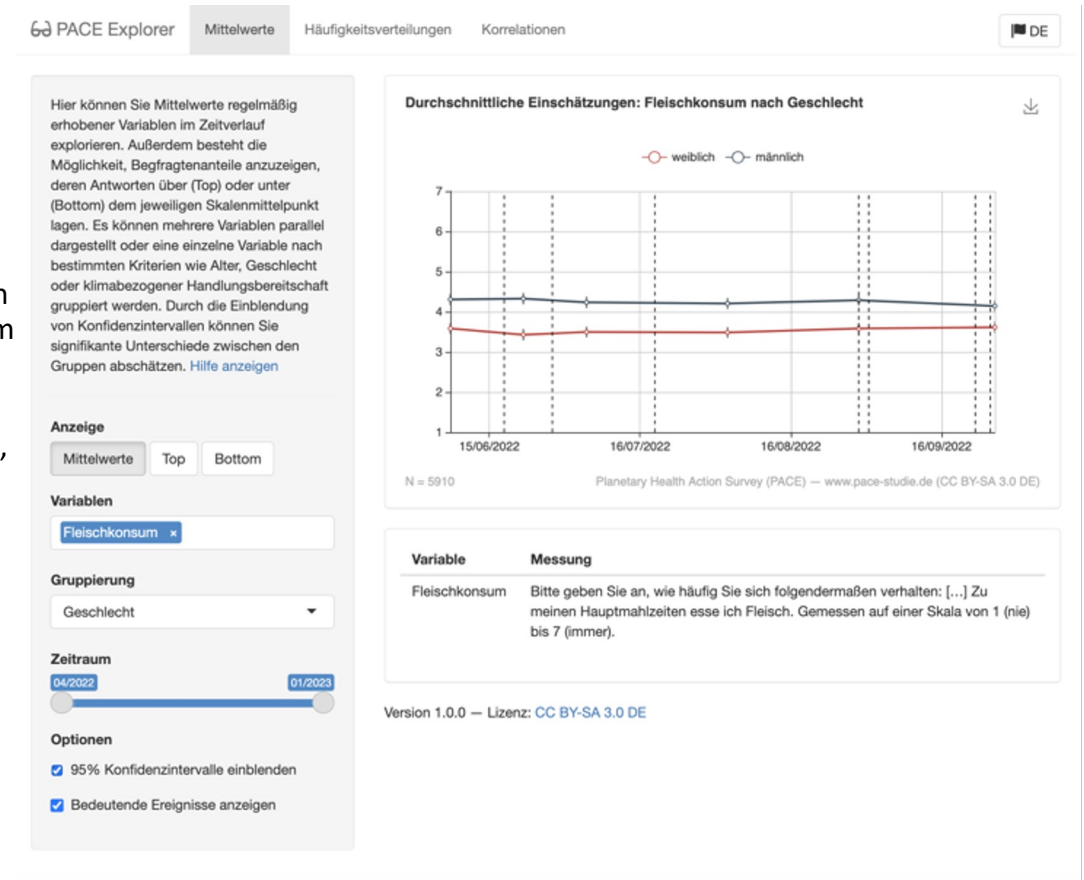 PACE Explorer
Mittelwerte
Häufigkeitsverteilungen
Korrelationen
DE
Hier können Sie Mittelwerte regelmäßig
erhobener Variablen im Zeitverlauf
explorieren. Außerdem besteht die
Möglichkeit, Begfragtenanteile anzuzeigen,
deren Antworten über (Top) oder unter
(Bottom) dem jeweiligen Skalenmittelpunkt
lagen. Es können mehrere Variablen parallel
dargestellt oder eine einzelne Variable nach
bestimmten Kriterien wie Alter, Geschlecht
oder klimabezogener Handlungsbereitschaft
gruppiert werden. Durch die Einblendung
von Konfidenzintervallen können Sie
signifikante Unterschiede zwischen den
Gruppen abschätzen. Hilfe anzeigen
Anzeige
Mittelwerte
Top
Bottom
Variablen
Fleischkonsum ×
Gruppierung
Geschlecht
Zeitraum
04/2022
01/2023
Optionen
95% Konfidenzintervalle einblenden
Bedeutende Ereignisse anzeigen
Durchschnittliche Einschätzungen: Fleischkonsum nach Geschlecht
weiblich
männlich
7
6
5
4
3
2
1
15/06/2022
16/07/2022
16/08/2022
16/09/2022
N = 5910
Planetary Health Action Survey (PACE) — www.pace-studie.de (CC BY-SA 3.0 DE)
Variable
Messung
Fleischkonsum
Bitte geben Sie an, wie häufig Sie sich folgendermaßen verhalten: [...] Zu
meinen Hauptmahlzeiten esse ich Fleisch. Gemessen auf einer Skala von 1 (nie)
bis 7 (immer).
Version 1.0.0 — Lizenz: CC BY-SA 3.0 DE